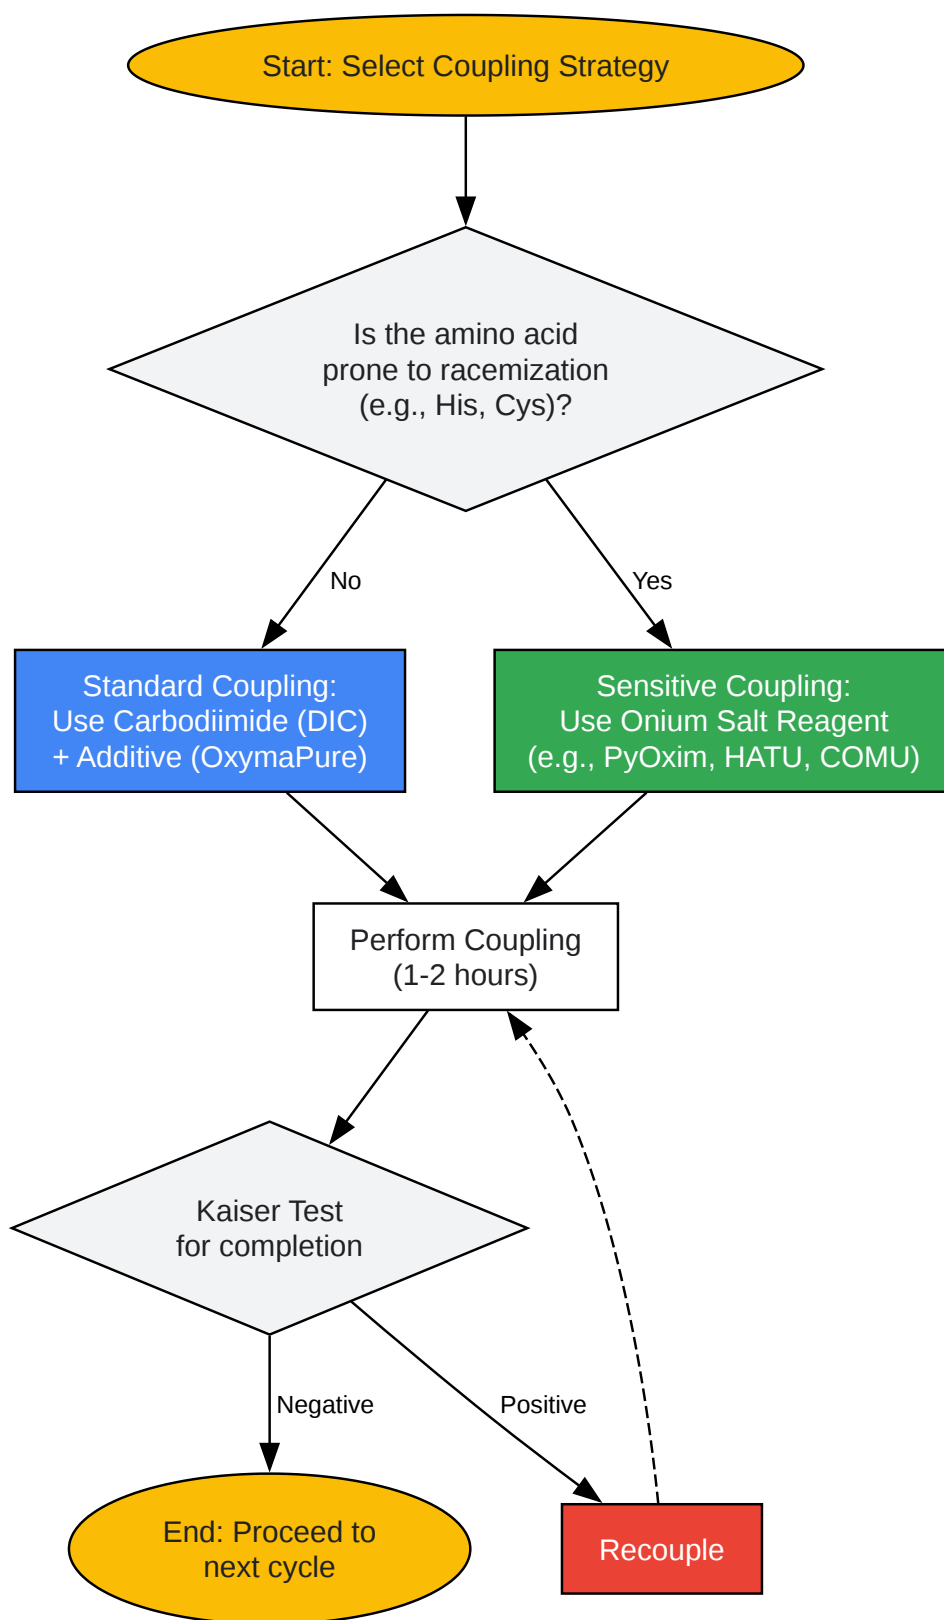 Start: Select Coupling Strategy
Is the amino acid
prone to racemization
(e.g., His, Cys)?
No
Yes
Standard Coupling:
Use Carbodiimide (DIC)
+ Additive (OxymaPure)
Sensitive Coupling:
Use Onium Salt Reagent
(e.g., PyOxim, HATU, COMU)
Perform Coupling
(1-2 hours)
Kaiser Test
for completion
Negative
Positive
End: Proceed to
next cycle
Recouple